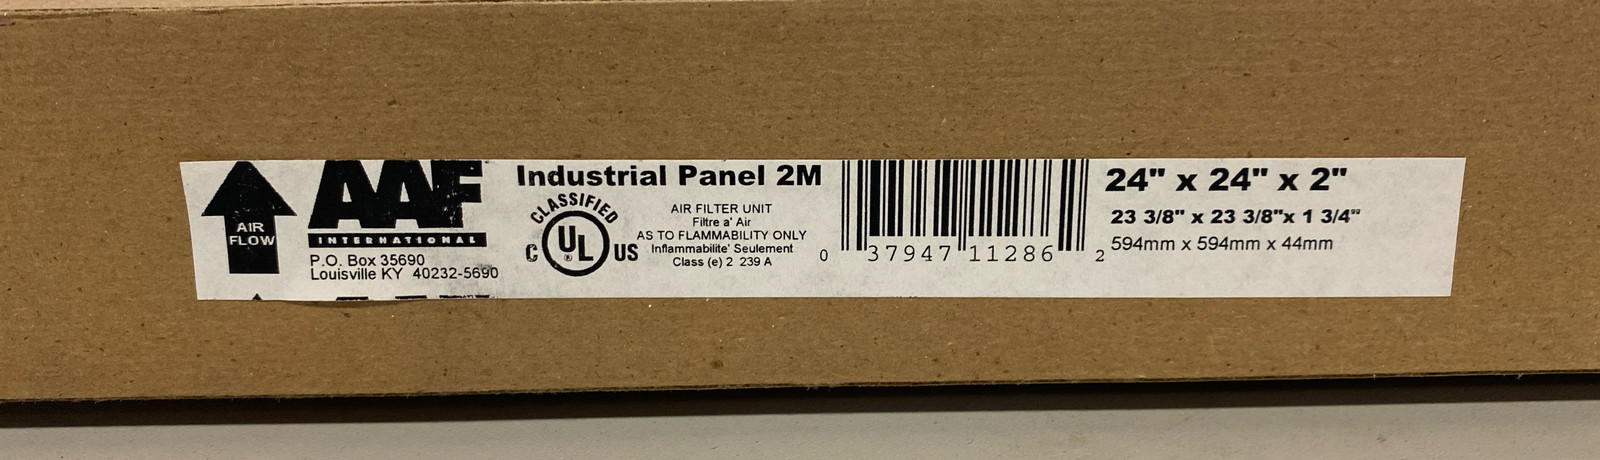 AIR
FLOW
AAF
INTERNATIONAL
P.O. Box 35690
Louisville KY 40232-5690
Industrial Panel 2M
CLASSIFIED
C UL US
®
AIR FILTER UNIT
Filtre a' Air
AS TO FLAMMABILITY ONLY
Inflammabilite' Seulement
Class (e) 2 239 A
0 37947 11286 2
24" x 24" x 2"
23 3/8" x 23 3/8"x 1 3/4"
594mm x 594mm x 44mm